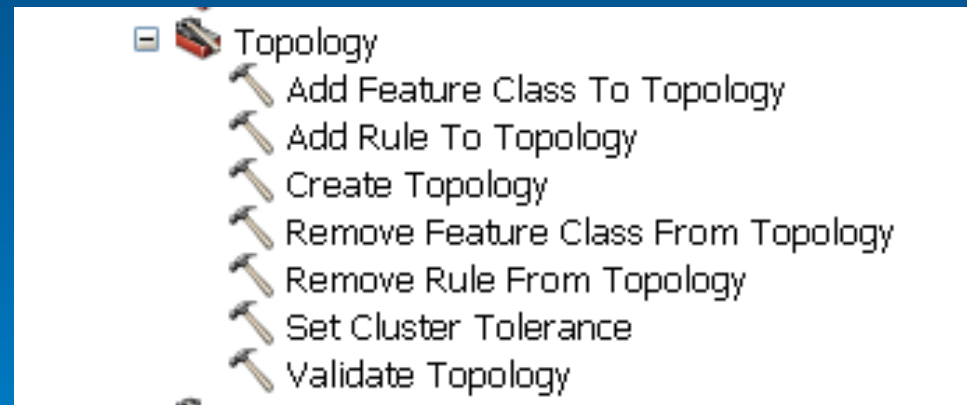 Topology
Add Feature Class To Topology
Add Rule To Topology
Create Topology
Remove Feature Class From Topology
Remove Rule From Topology
Set Cluster Tolerance
Validate Topology